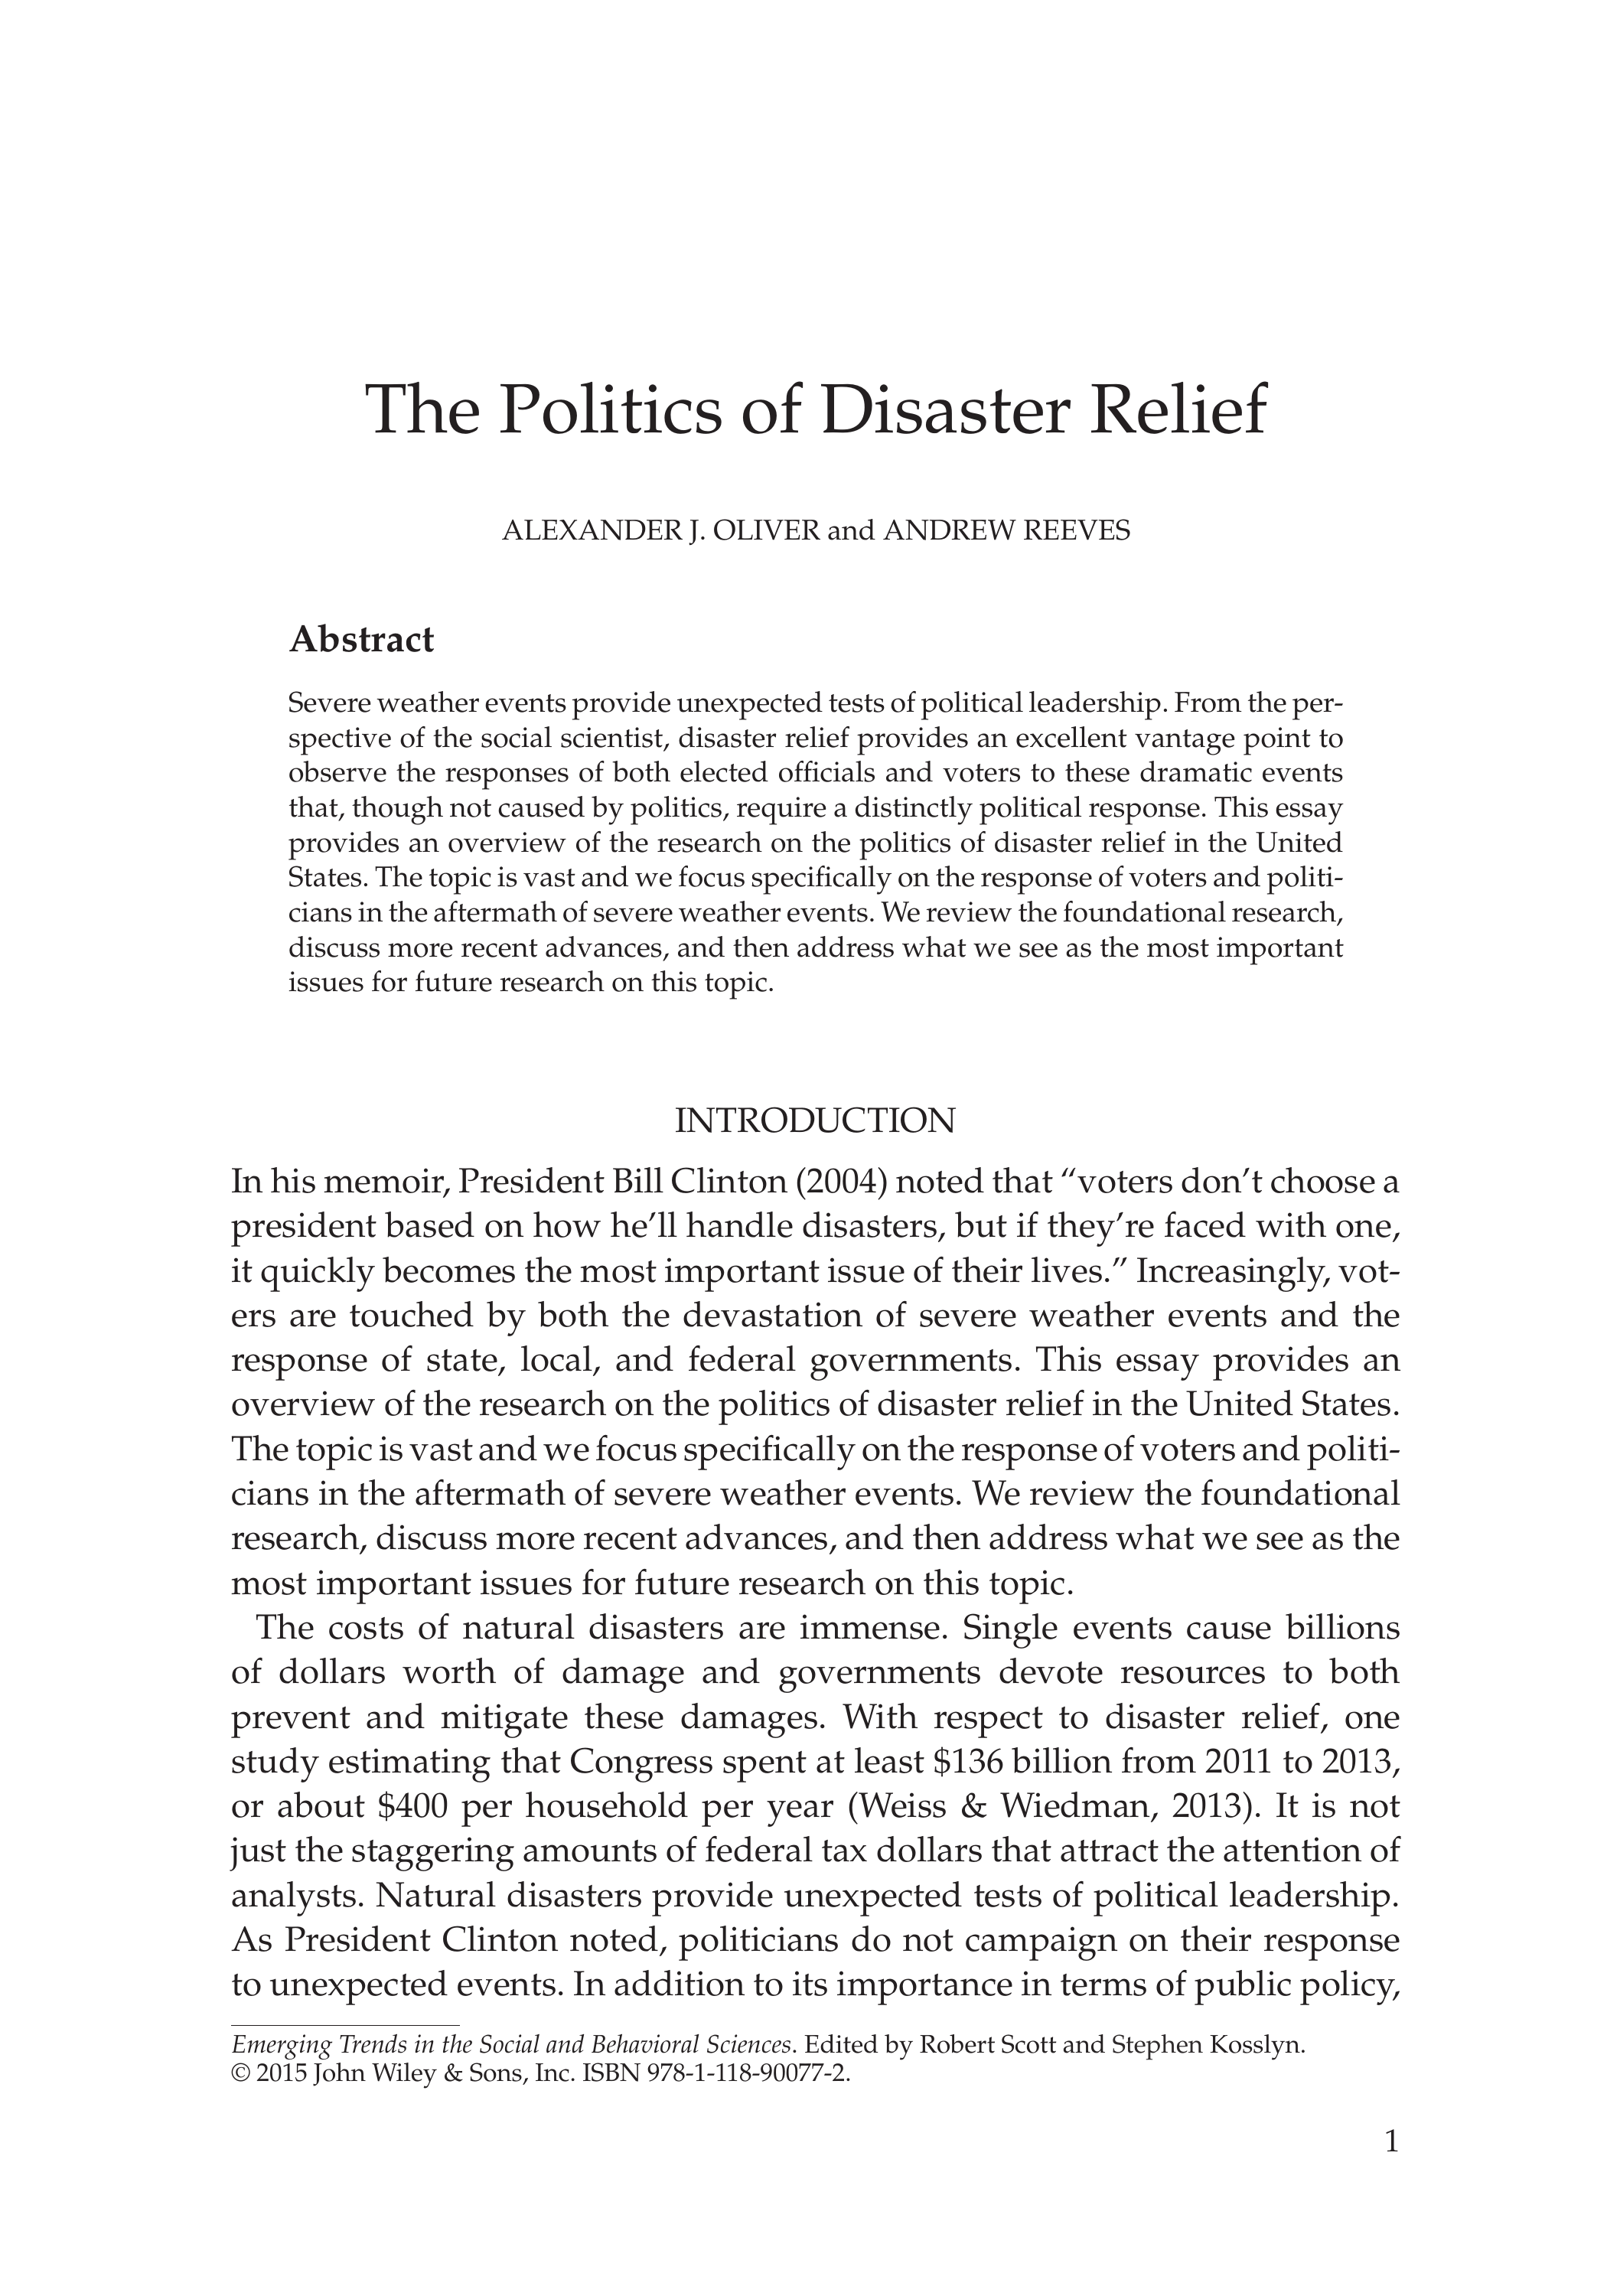 The Politics of Disaster Relief
ALEXANDER J. OLIVER and ANDREW REEVES
Abstract
Severe weather events provide unexpected tests of political leadership. From the per-
spective of the social scientist, disaster relief provides an excellent vantage point to
observe the responses of both elected officials and voters to these dramatic events
that, though not caused by politics, require a distinctly political response. This essay
provides an overview of the research on the politics of disaster relief in the United
States. The topic is vast and we focus specifically on the response of voters and politi-
cians in the aftermath of severe weather events. We review the foundational research,
discuss more recent advances, and then address what we see as the most important
issues for future research on this topic.
INTRODUCTION
In his memoir, President Bill Clinton (2004) noted that “voters don’t choose a
president based on how he’ll handle disasters, but if they’re faced with one,
it quickly becomes the most important issue of their lives.” Increasingly, vot-
ers are touched by both the devastation of severe weather events and the
response of state, local, and federal governments. This essay provides an
overview of the research on the politics of disaster relief in the United States.
The topic is vast and we focus specifically on the response of voters and politi-
cians in the aftermath of severe weather events. We review the foundational
research, discuss more recent advances, and then address what we see as the
most important issues for future research on this topic.
The costs of natural disasters are immense. Single events cause billions
of dollars worth of damage and governments devote resources to both
prevent and mitigate these damages. With respect to disaster relief, one
study estimating that Congress spent at least $136 billion from 2011 to 2013,
or about $400 per household per year (Weiss & Wiedman, 2013). It is not
just the staggering amounts of federal tax dollars that attract the attention of
analysts. Natural disasters provide unexpected tests of political leadership.
As President Clinton noted, politicians do not campaign on their response
to unexpected events. In addition to its importance in terms of public policy,
Emerging Trends in the Social and Behavioral Sciences. Edited by Robert Scott and Stephen Kosslyn.
© 2015 John Wiley & Sons, Inc. ISBN 978-1-118-90077-2.
1